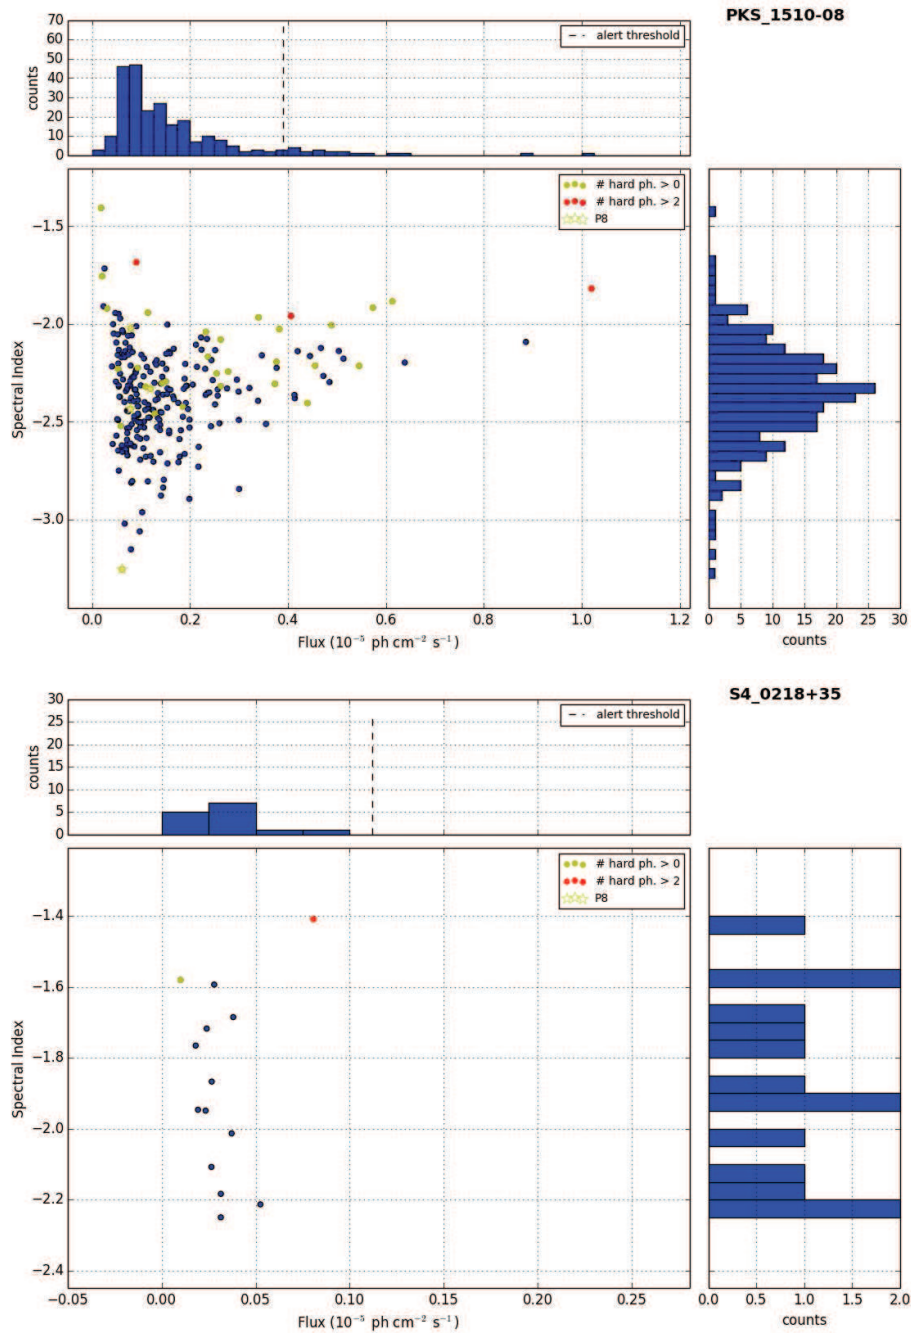 PKS_1510-08
70
60
50
40
30
20
10
0
counts
alert threshold
# hard ph. > 0
# hard ph. > 2
P8
−1.5
−2.0
−2.5
−3.0
Spectral Index
0.0 0.2 0.4 0.6 0.8 1.0 1.2
Flux (10⁻⁵ ph cm⁻² s⁻¹)
0 5 10 15 20 25 30
counts
S4_0218+35
30
25
20
15
10
5
0
counts
alert threshold
# hard ph. > 0
# hard ph. > 2
P8
−1.4
−1.6
−1.8
−2.0
−2.2
−2.4
Spectral Index
−0.05 0.00 0.05 0.10 0.15 0.20 0.25
Flux (10⁻⁵ ph cm⁻² s⁻¹)
0.0 0.5 1.0 1.5 2.0
counts